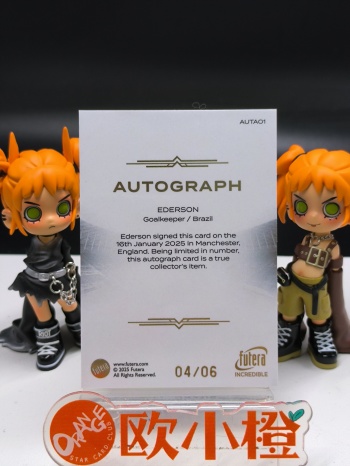 AUTA01
AUTOGRAPH
EDERSON
Goalkeeper / Brazil
Ederson signed this card on the
16th January 2025 in Manchester,
England. Being limited in number,
this autograph card is a true
collector's item.
www.futera.com
© 2025 Futera
All Rights Reserved.
04/06
futera
INCREDIBLE
ORANGE
STAR CARD CLUB
欧小橙